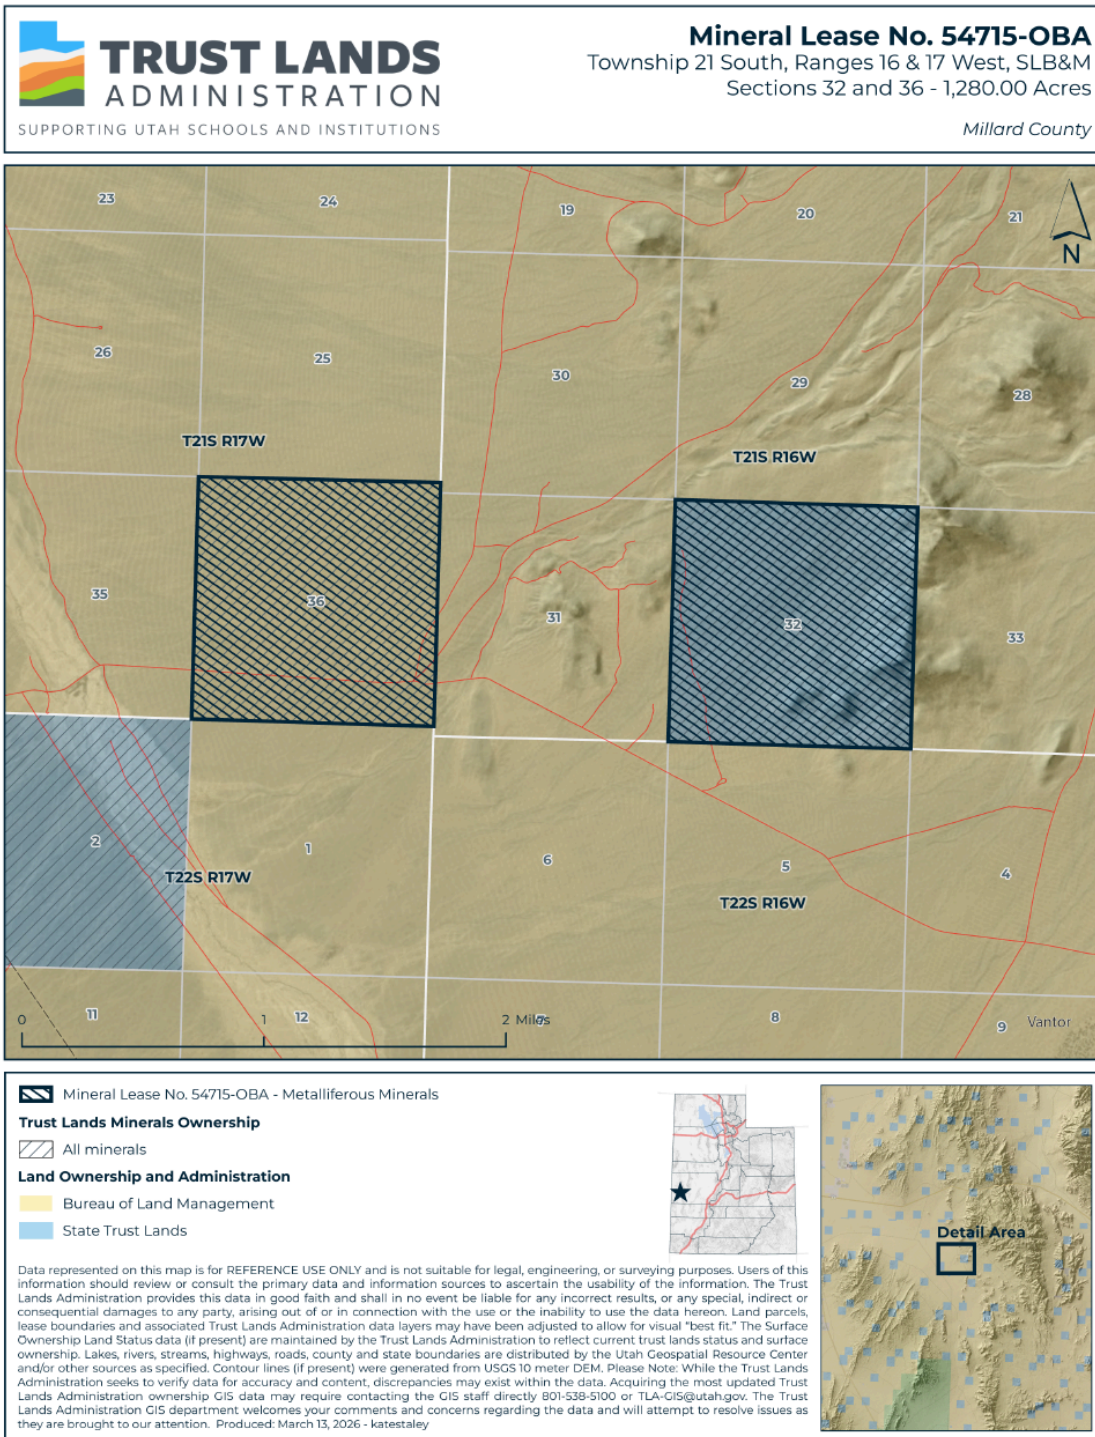 TRUST LANDS
ADMINISTRATION
SUPPORTING UTAH SCHOOLS AND INSTITUTIONS
Mineral Lease No. 54715-OBA
Township 21 South, Ranges 16 & 17 West, SLB&M
Sections 32 and 36 - 1,280.00 Acres
Millard County
23
24
19
20
21
N
26
25
30
29
28
T21S R17W
T21S R16W
35
36
31
32
33
2
1
6
5
4
T22S R17W
T22S R16W
11
12
8
9
Vantor
0
1
2 Miles
Mineral Lease No. 54715-OBA - Metalliferous Minerals
Trust Lands Minerals Ownership
All minerals
Land Ownership and Administration
Bureau of Land Management
State Trust Lands
Detail Area
Data represented on this map is for REFERENCE USE ONLY and is not suitable for legal, engineering, or surveying purposes. Users of this
information should review or consult the primary data and information sources to ascertain the usability of the information. The Trust
Lands Administration provides this data in good faith and shall in no event be liable for any incorrect results, or any special, indirect or
consequential damages to any party, arising out of or in connection with the use or the inability to use the data hereon. Land parcels,
lease boundaries and associated Trust Lands Administration data layers may have been adjusted to allow for visual "best fit." The Surface
Ownership Land Status data (if present) are maintained by the Trust Lands Administration to reflect current trust lands status and surface
ownership. Lakes, rivers, streams, highways, roads, county and state boundaries are distributed by the Utah Geospatial Resource Center
and/or other sources as specified. Contour lines (if present) were generated from USGS 10 meter DEM. Please Note: While the Trust Lands
Administration seeks to verify data for accuracy and content, discrepancies may exist within the data. Acquiring the most updated Trust
Lands Administration ownership GIS data may require contacting the GIS staff directly 801-538-5100 or TLA-GIS@utah.gov. The Trust
Lands Administration GIS department welcomes your comments and concerns regarding the data and will attempt to resolve issues as
they are brought to our attention. Produced: March 13, 2026 - katestaley